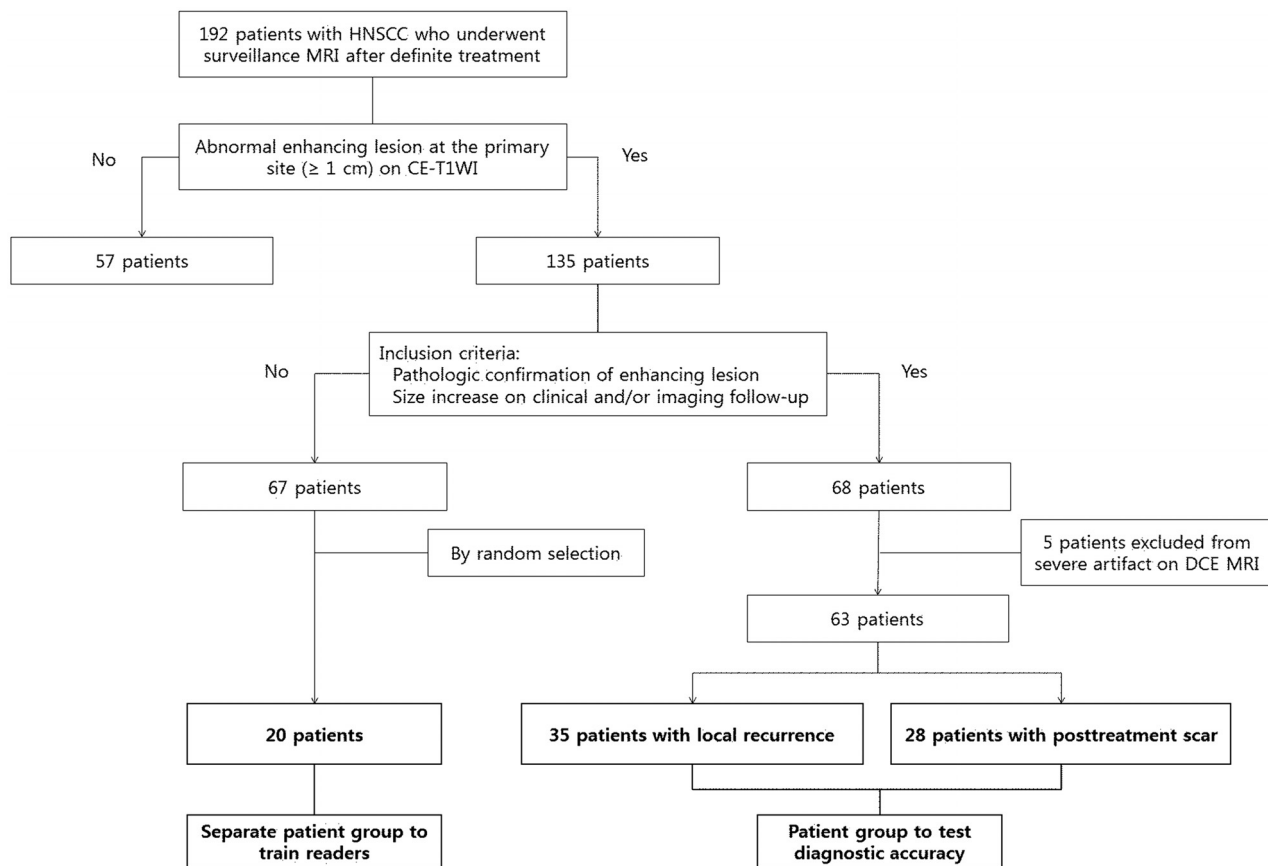 192 patients with HNSCC who underwent
surveillance MRI after definite treatment
No
Abnormal enhancing lesion at the primary
site (≥ 1 cm) on CE-T1WI
Yes
57 patients
135 patients
No
Inclusion criteria:
Pathologic confirmation of enhancing lesion
Size increase on clinical and/or imaging follow-up
Yes
67 patients
68 patients
By random selection
5 patients excluded from
severe artifact on DCE MRI
63 patients
20 patients
35 patients with local recurrence
28 patients with posttreatment scar
Separate patient group to
train readers
Patient group to test
diagnostic accuracy